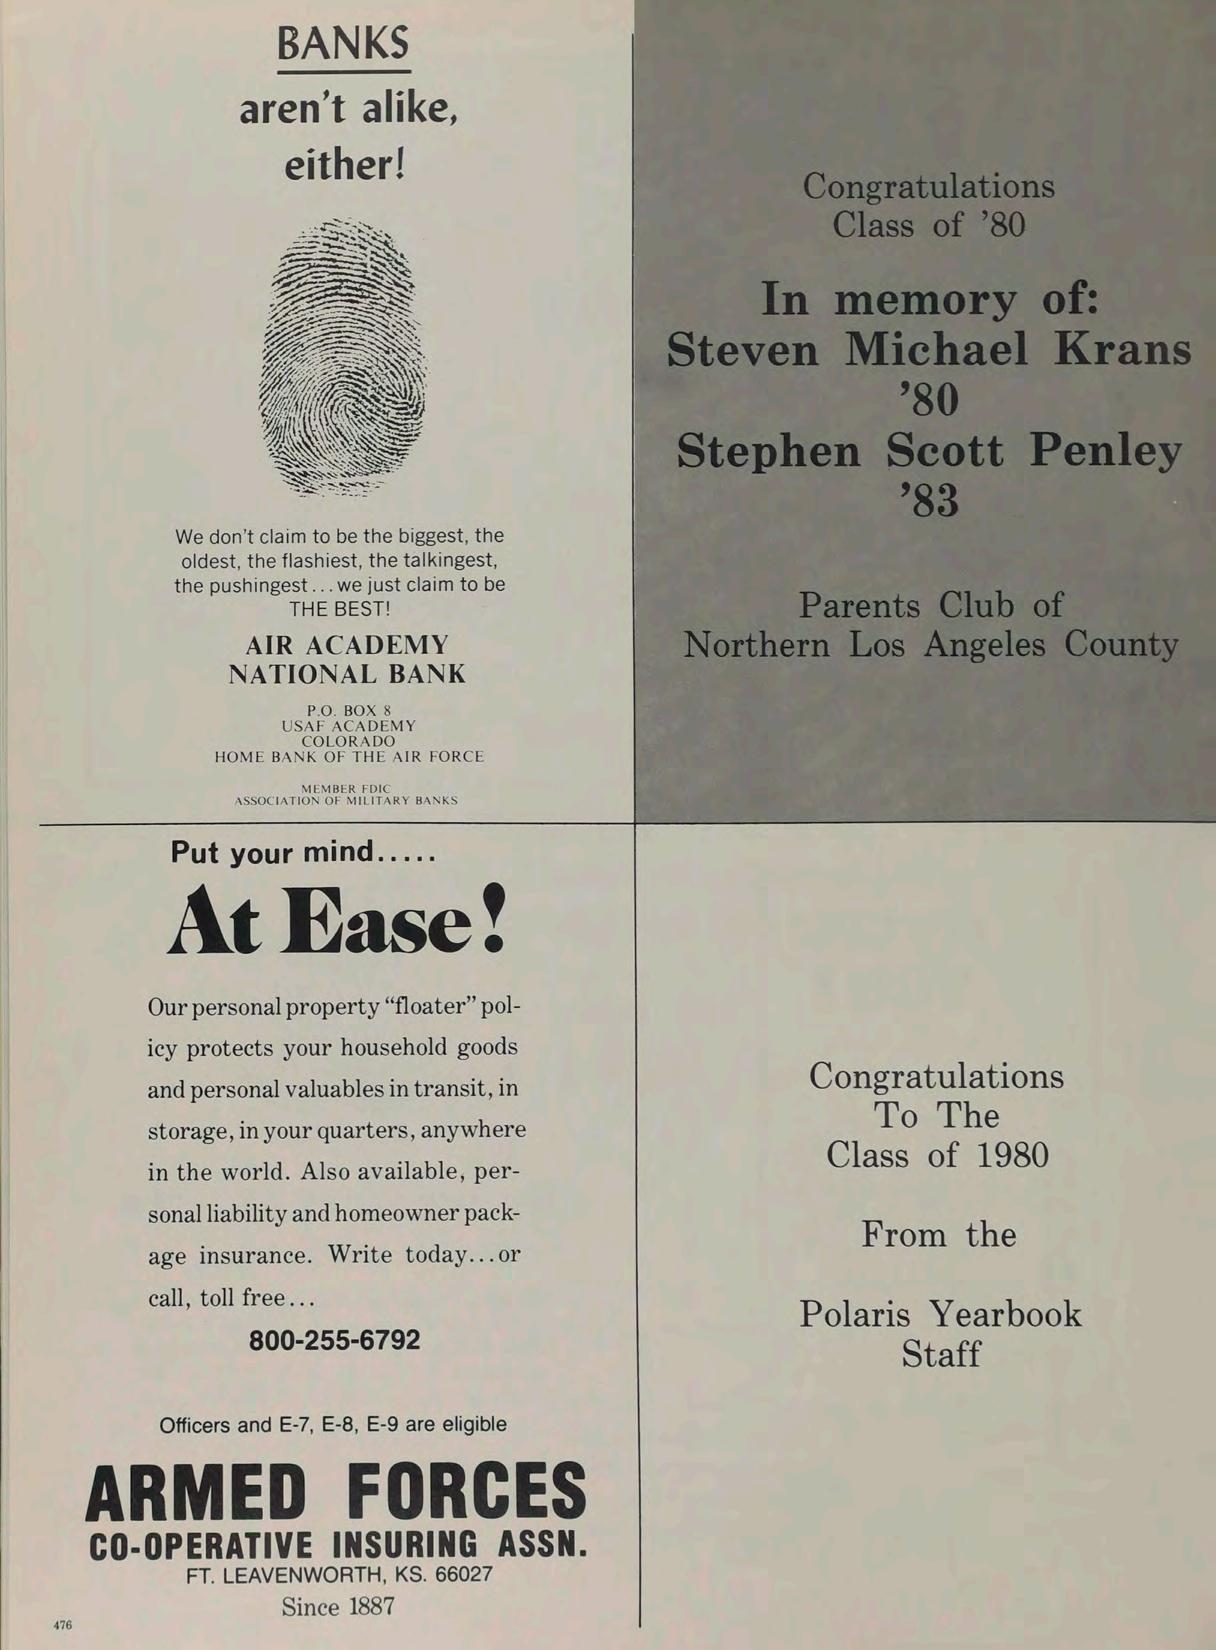 BANKS
aren't alike,
either!
We don't claim to be the biggest, the
oldest, the flashiest, the talkingest,
the pushingest...we just claim to be
THE BEST!
AIR ACADEMY
NATIONAL BANK
P.O. BOX 8
USAF ACADEMY
COLORADO
HOME BANK OF THE AIR FORCE
MEMBER FDIC
ASSOCIATION OF MILITARY BANKS
Congratulations
Class of '80
In memory of:
Steven Michael Krans
'80
Stephen Scott Penley
'83
Parents Club of
Northern Los Angeles County
Put your mind.....
At Ease!
Our personal property “floater” pol-
icy protects your household goods
and personal valuables in transit, in
storage, in your quarters, anywhere
in the world. Also available, per-
sonal liability and homeowner pack-
age insurance. Write today...or
call, toll free...
800-255-6792
Officers and E-7, E-8, E-9 are eligible
ARMED FORCES
CO-OPERATIVE INSURING ASSN.
FT. LEAVENWORTH, KS. 66027
Since 1887
Congratulations
To The
Class of 1980
From the
Polaris Yearbook
Staff
476